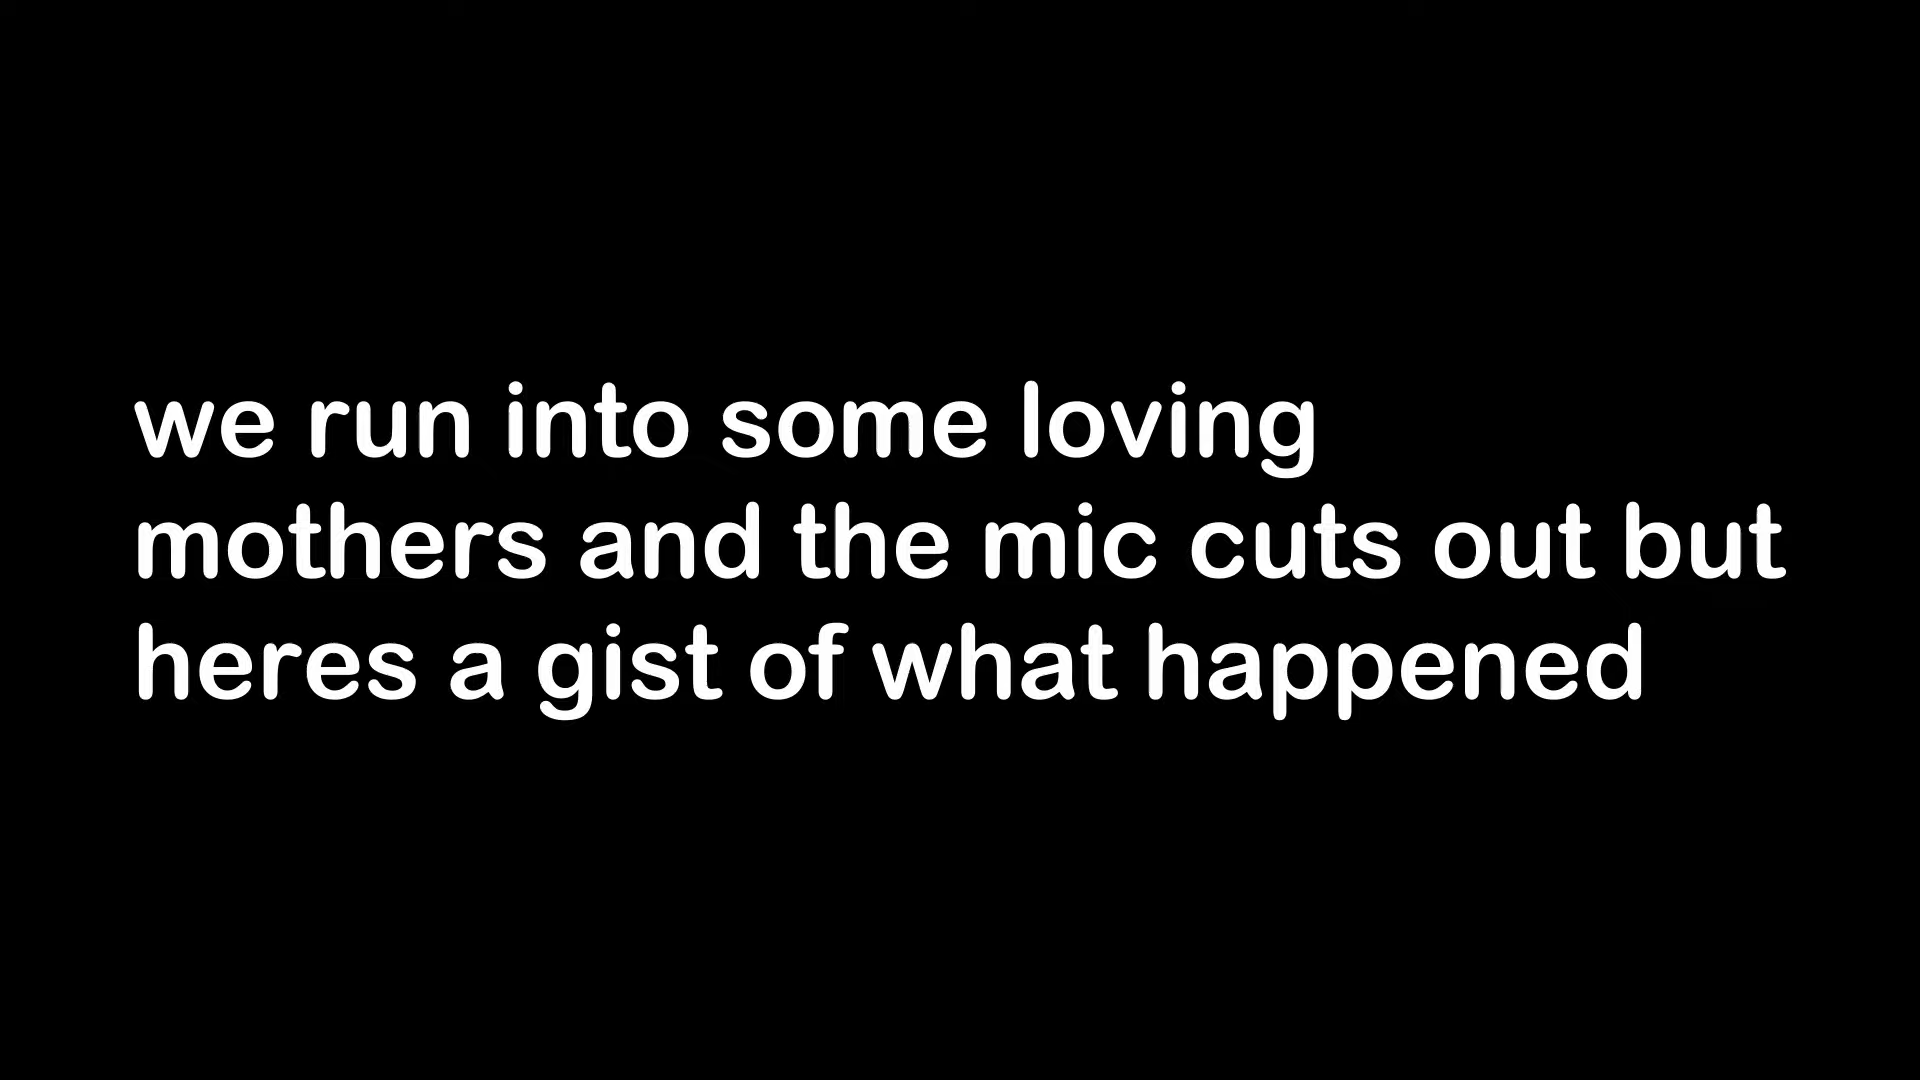 we run into some loving
mothers and the mic cuts out but
heres a gist of what happened